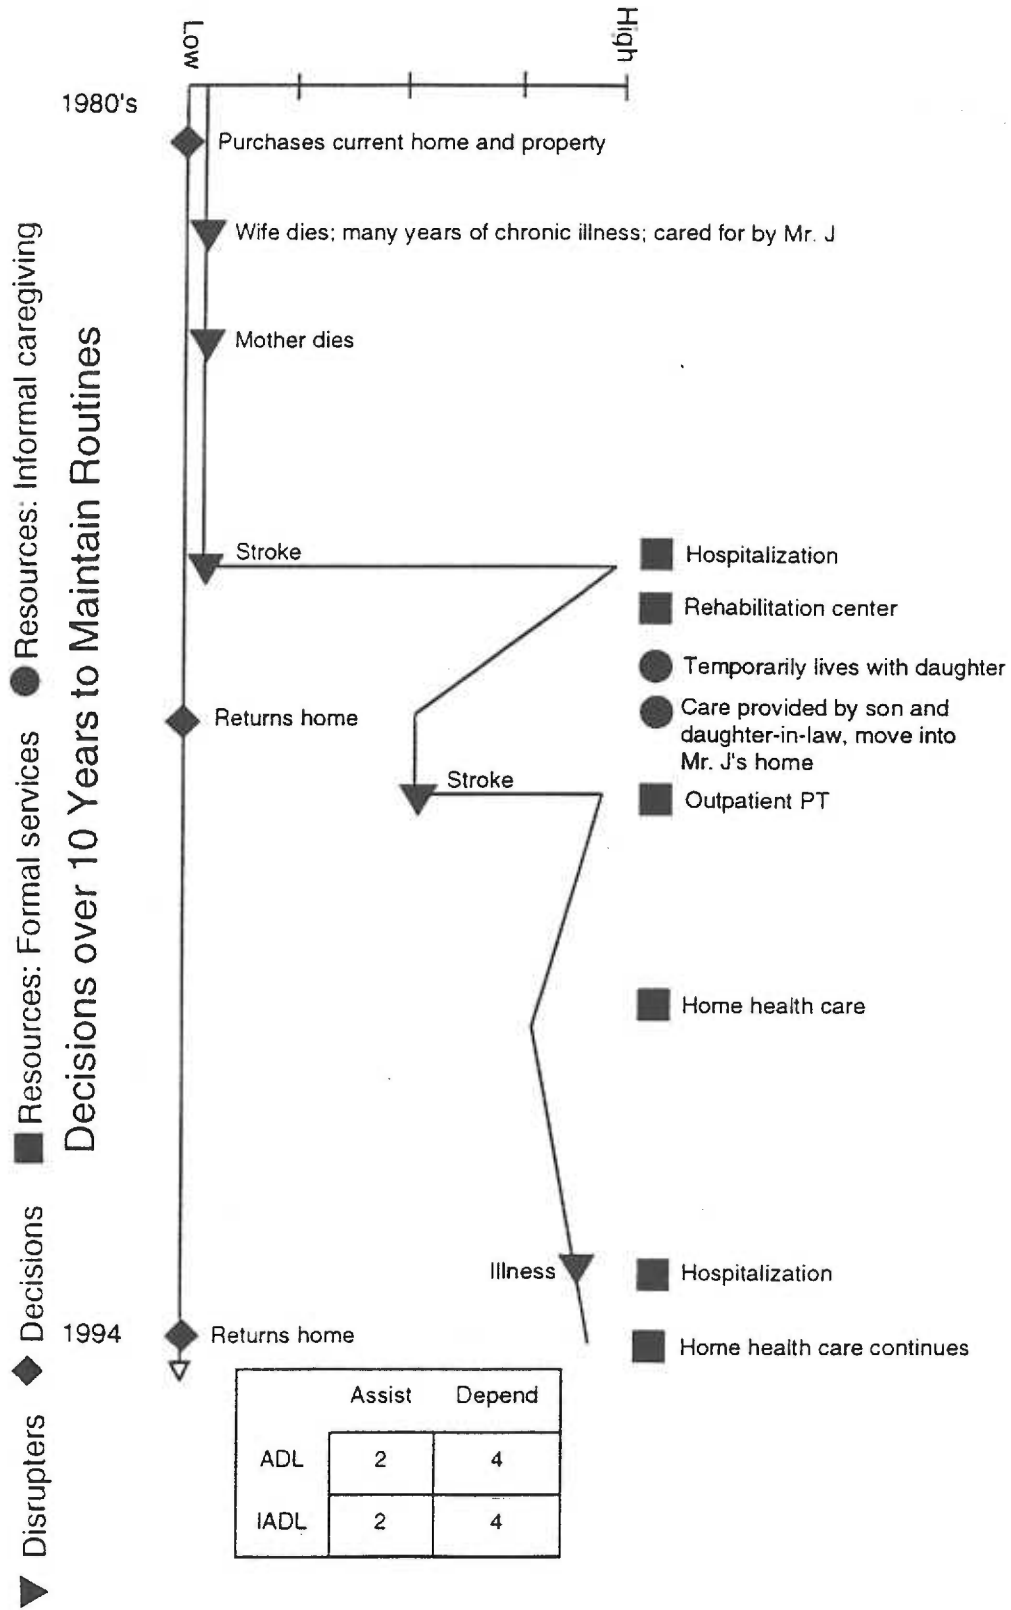 Low
High
1980's
Purchases current home and property
Wife dies; many years of chronic illness; cared for by Mr. J
Mother dies
Stroke
Hospitalization
Rehabilitation center
Temporarily lives with daughter
Returns home
Care provided by son and
daughter-in-law, move into
Mr. J's home
Stroke
Outpatient PT
Home health care
Illness
Hospitalization
1994
Returns home
Home health care continues
Assist Depend
ADL 2 4
IADL 2 4
Decisions over 10 Years to Maintain Routines
Disrupters Decisions Resources: Formal services Resources: Informal caregiving